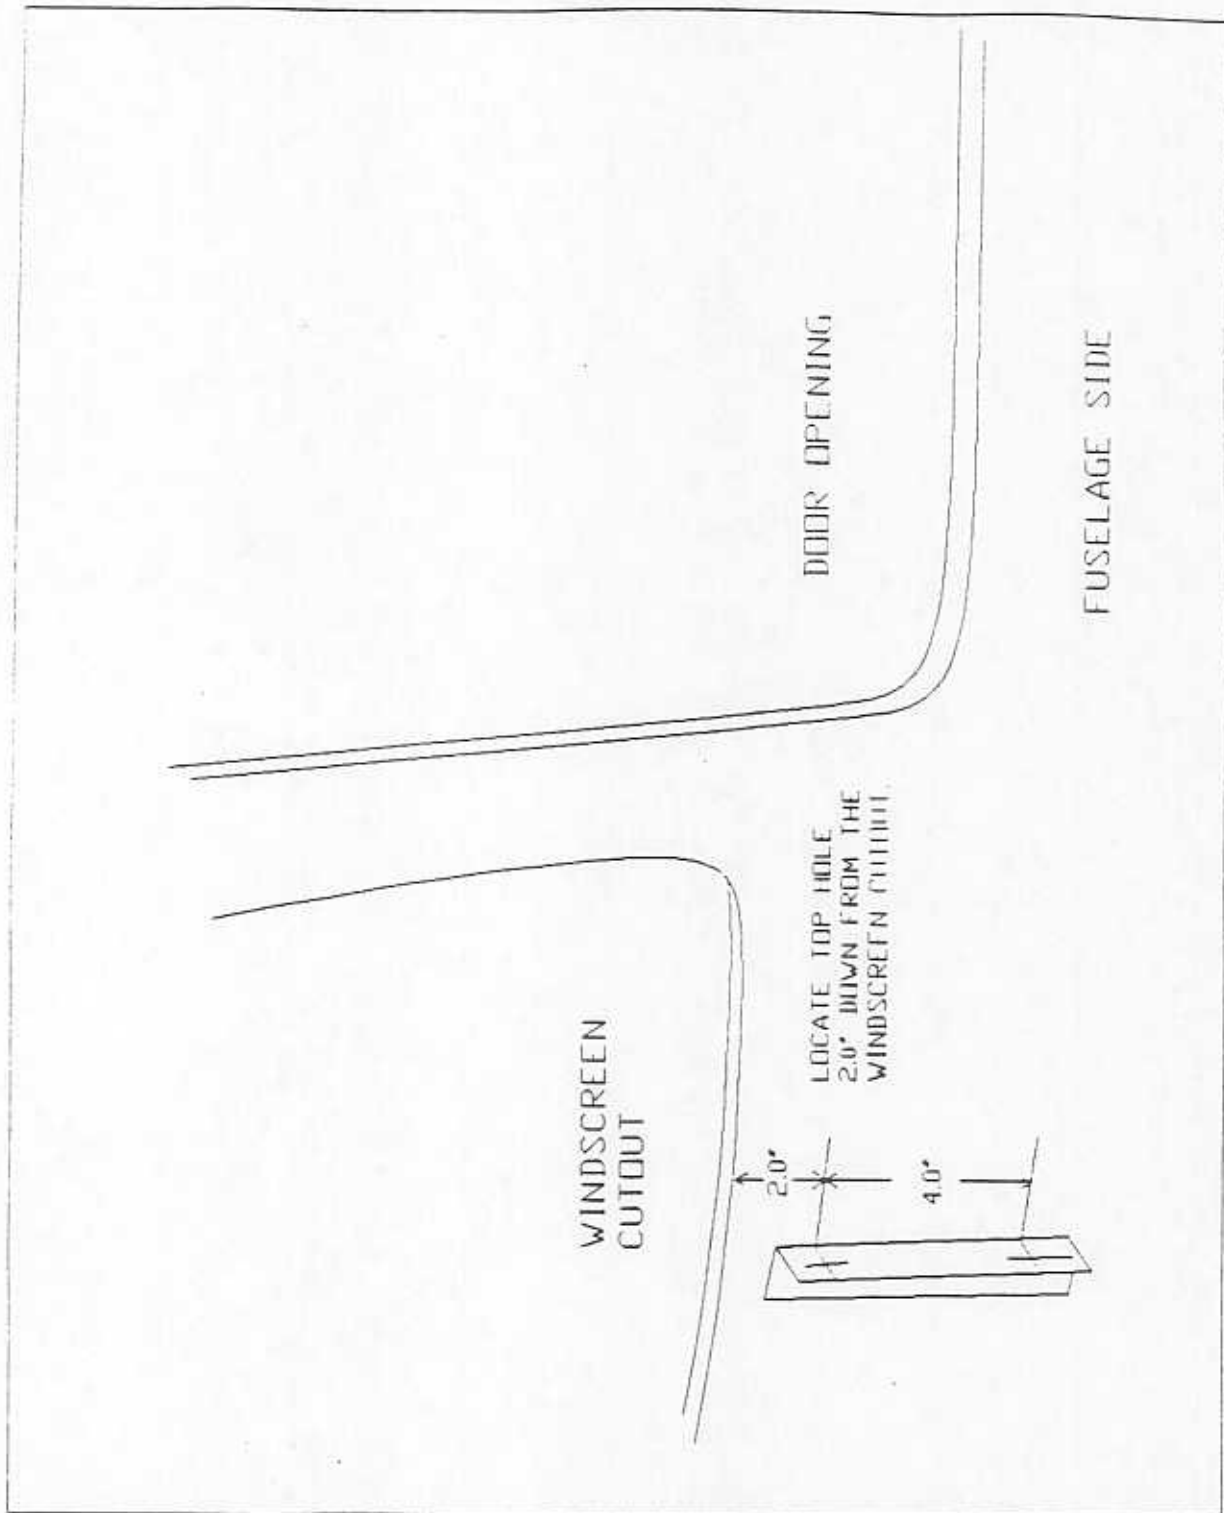 WINDSCREEN
CUTOUT
2.0"
4.0"
LOCATE TOP HOLE
2.0" DOWN FROM THE
WINDSCREEN CUTOUT.
DOOR OPENING
FUSELAGE SIDE